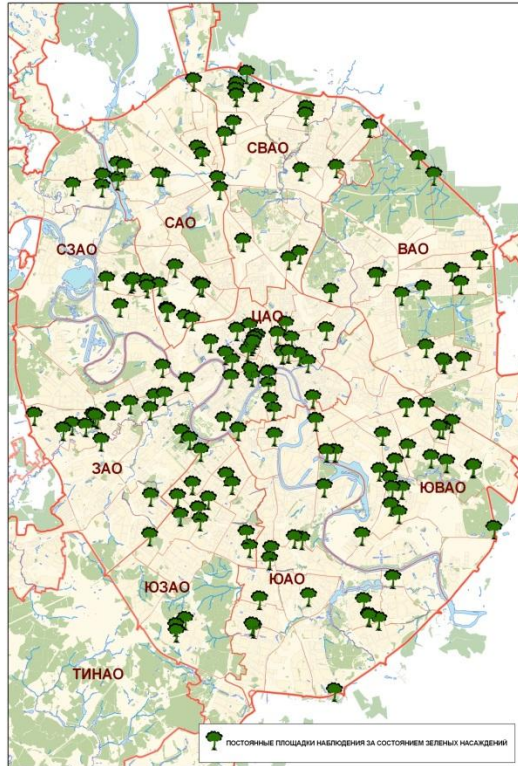 СВАО
САО
СЗАО
ВАО
ЦАО
ЗАО
ЮВАО
ЮЗАО
ЮАО
ТИНАО
ПОСТОЯННЫЕ ПЛОЩАДКИ НАБЛЮДЕНИЯ ЗА СОСТОЯНИЕМ ЗЕЛЕНЫХ НАСАЖДЕНИЙ